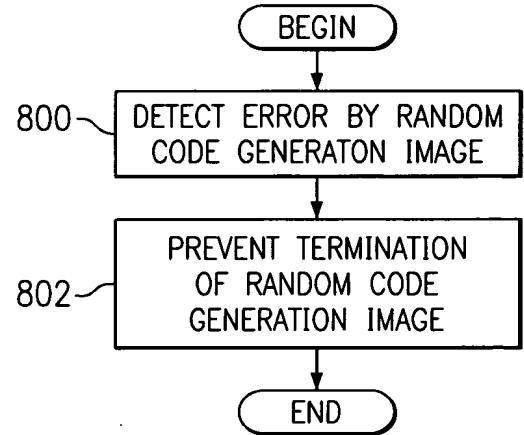 BEGIN
800
DETECT ERROR BY RANDOM
CODE GENERATON IMAGE
802
PREVENT TERMINATION
OF RANDOM CODE
GENERATION IMAGE
END